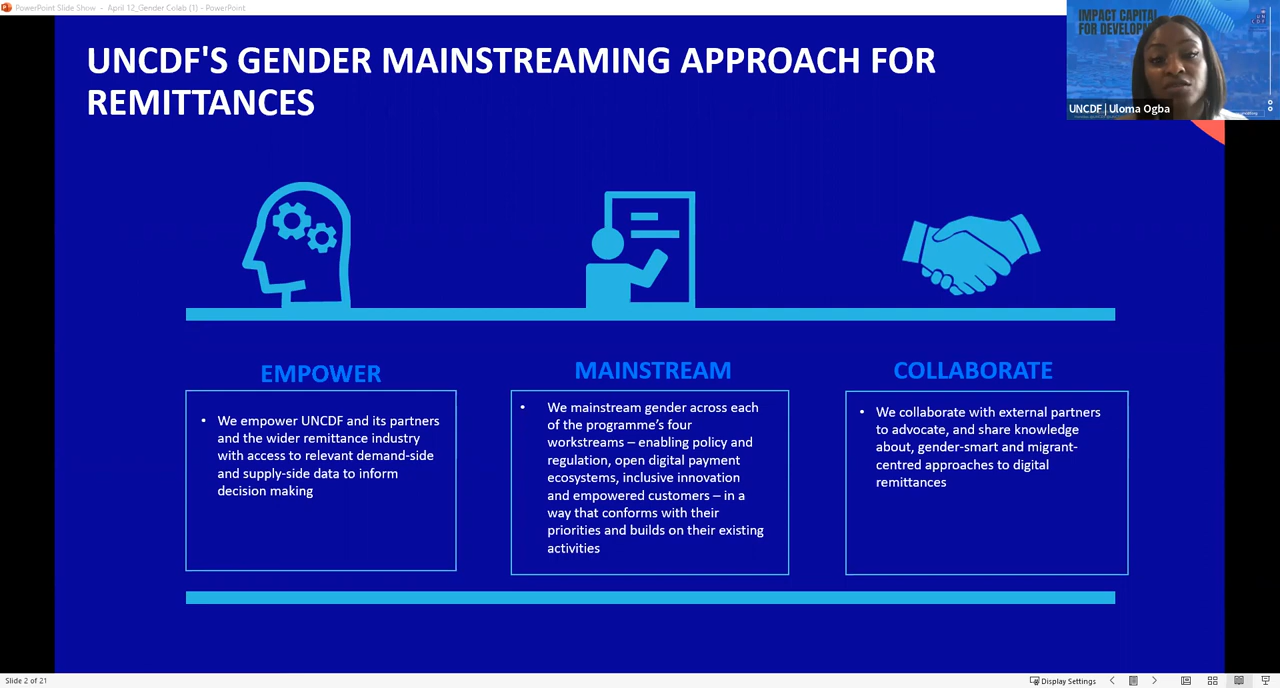 PowerPoint Slide Show - April 12_Gender Colab (1) - PowerPoint
IMPACT CAPITAL
FOR DEVELOP
UNCDF | Uloma Ogba
UNCDF'S GENDER MAINSTREAMING APPROACH FOR
REMITTANCES
EMPOWER
• We empower UNCDF and its partners
and the wider remittance industry
with access to relevant demand-side
and supply-side data to inform
decision making
MAINSTREAM
• We mainstream gender across each
of the programme's four
workstreams – enabling policy and
regulation, open digital payment
ecosystems, inclusive innovation
and empowered customers – in a
way that conforms with their
priorities and builds on their existing
activities
COLLABORATE
• We collaborate with external partners
to advocate, and share knowledge
about, gender-smart and migrant-
centred approaches to digital
remittances
Slide 2 of 21
Display Settings